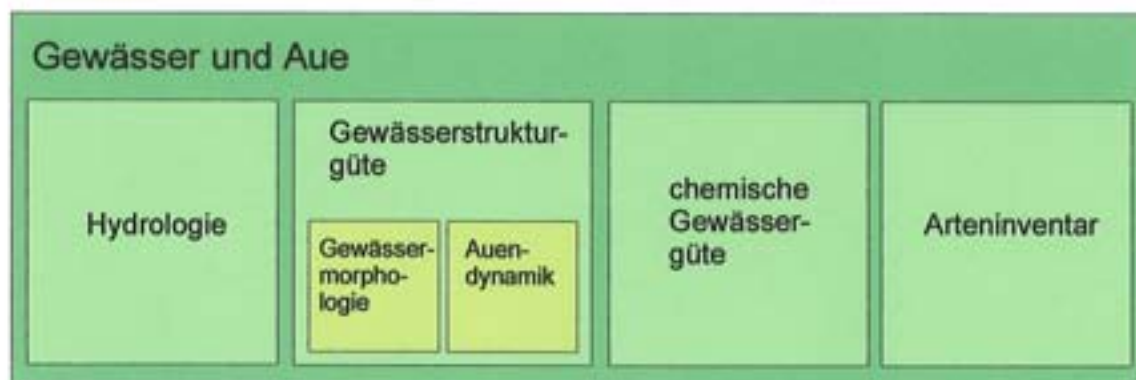 Gewässer und Aue
Hydrologie
Gewässerstruktur-
güte
Gewässer-
morpho-
logie
Auen-
dynamik
chemische
Gewässer-
güte
Arteninventar